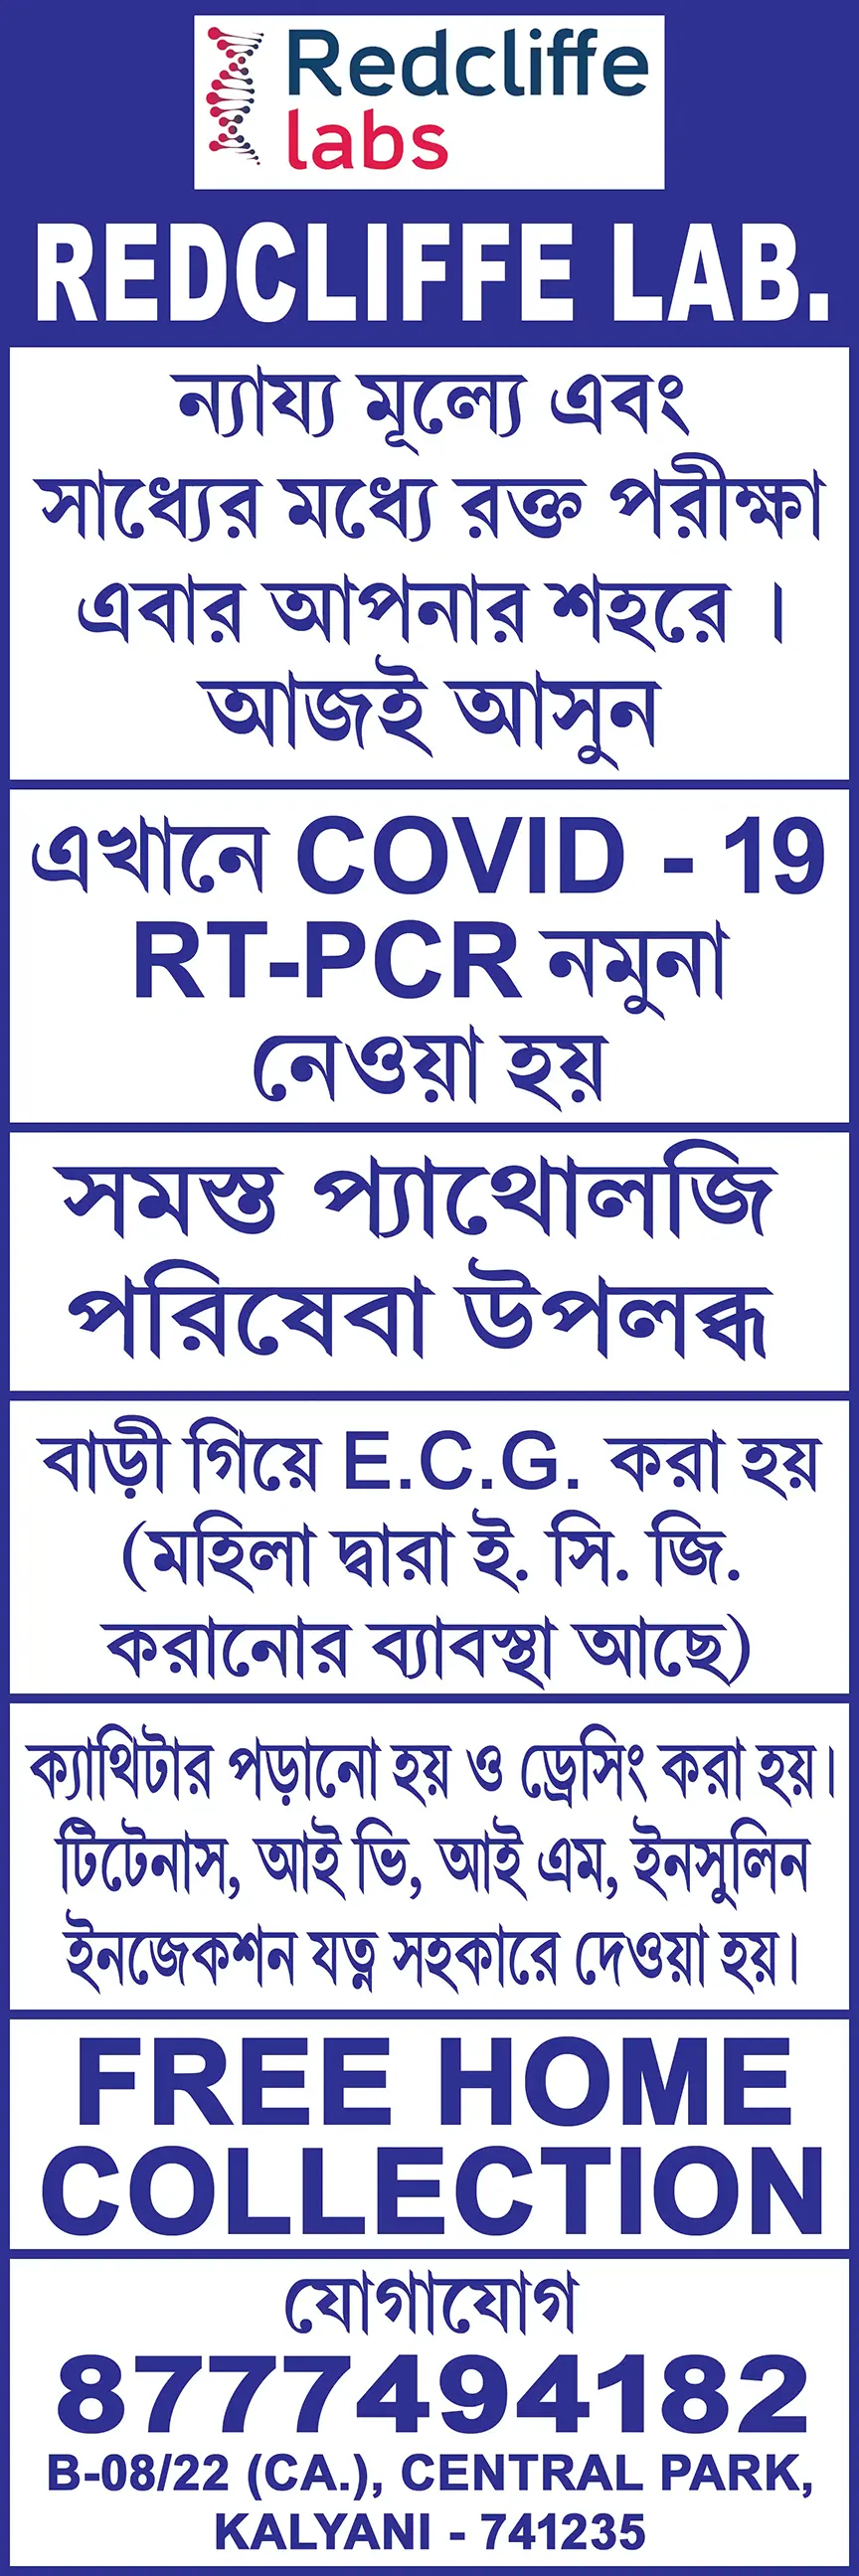 Redcliffe
labs
REDCLIFFE LAB.
ন্যায্য মূল্যে এবং
সাধ্যের মধ্যে রক্ত পরীক্ষা
এবার আপনার শহরে ।
আজই আসুন
এখানে COVID - 19
RT-PCR নমুনা
নেওয়া হয়
সমস্ত প্যাথোলজি
পরিষেবা উপলব্ধ
বাড়ী গিয়ে E.C.G. করা হয়
(মহিলা দ্বারা ই. সি. জি.
করানোর ব্যাবস্থা আছে)
ক্যাথিটার পড়ানো হয় ও ড্রেসিং করা হয়।
টিটেনাস, আই ভি, আই এম, ইনসুলিন
ইনজেকশন যত্ন সহকারে দেওয়া হয়।
FREE HOME
COLLECTION
যোগাযোগ
8777494182
B-08/22 (CA.), CENTRAL PARK,
KALYANI - 741235